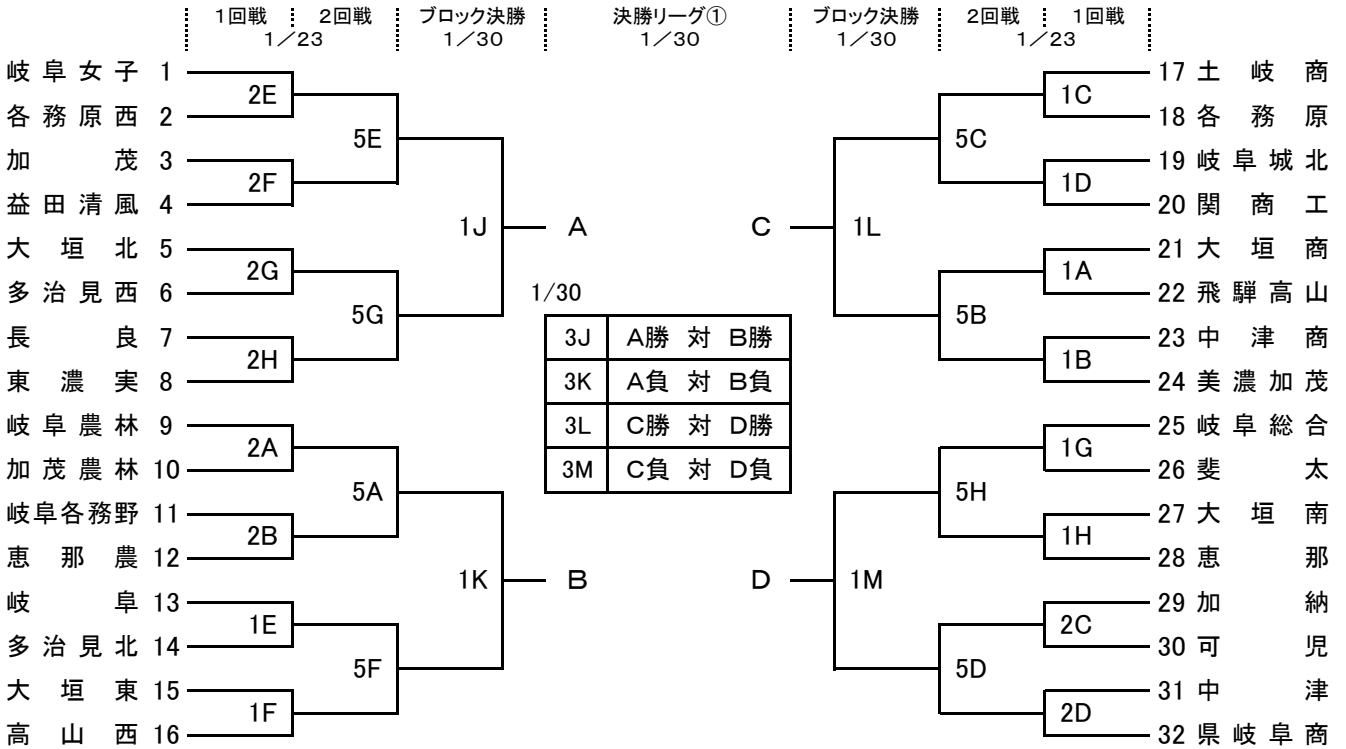 1回戦 2回戦 ブロック決勝 決勝リーグ① ブロック決勝 2回戦 1回戦
1／23 1／30 1／30 1／30 1／23
岐阜女子 1 17 土岐商
2E 1C
各務原西 2 18 各務原
5E 5C
加茂 3 19 岐阜城北
2F 1D
益田清風 4 20 関商工
1J A C 1L
大垣北 5 21 大垣商
2G 1A
多治見西 6 22 飛騨高山
1/30
5G 5B
長良 7 3J A勝 対 B勝 23 中津商
2H 1B
東濃実 8 3K A負 対 B負 24 美濃加茂
岐阜農林 9 3L C勝 対 D勝 25 岐阜総合
2A 1G
加茂農林 10 3M C負 対 D負 26 斐太
5A 5H
岐阜各務野 11 27 大垣南
2B 1H
恵那農 12 28 恵那
1K B D 1M
岐阜 13 29 加納
1E 2C
多治見北 14 30 可児
5F 5D
大垣東 15 31 中津
1F 2D
高山西 16 32 県岐阜商